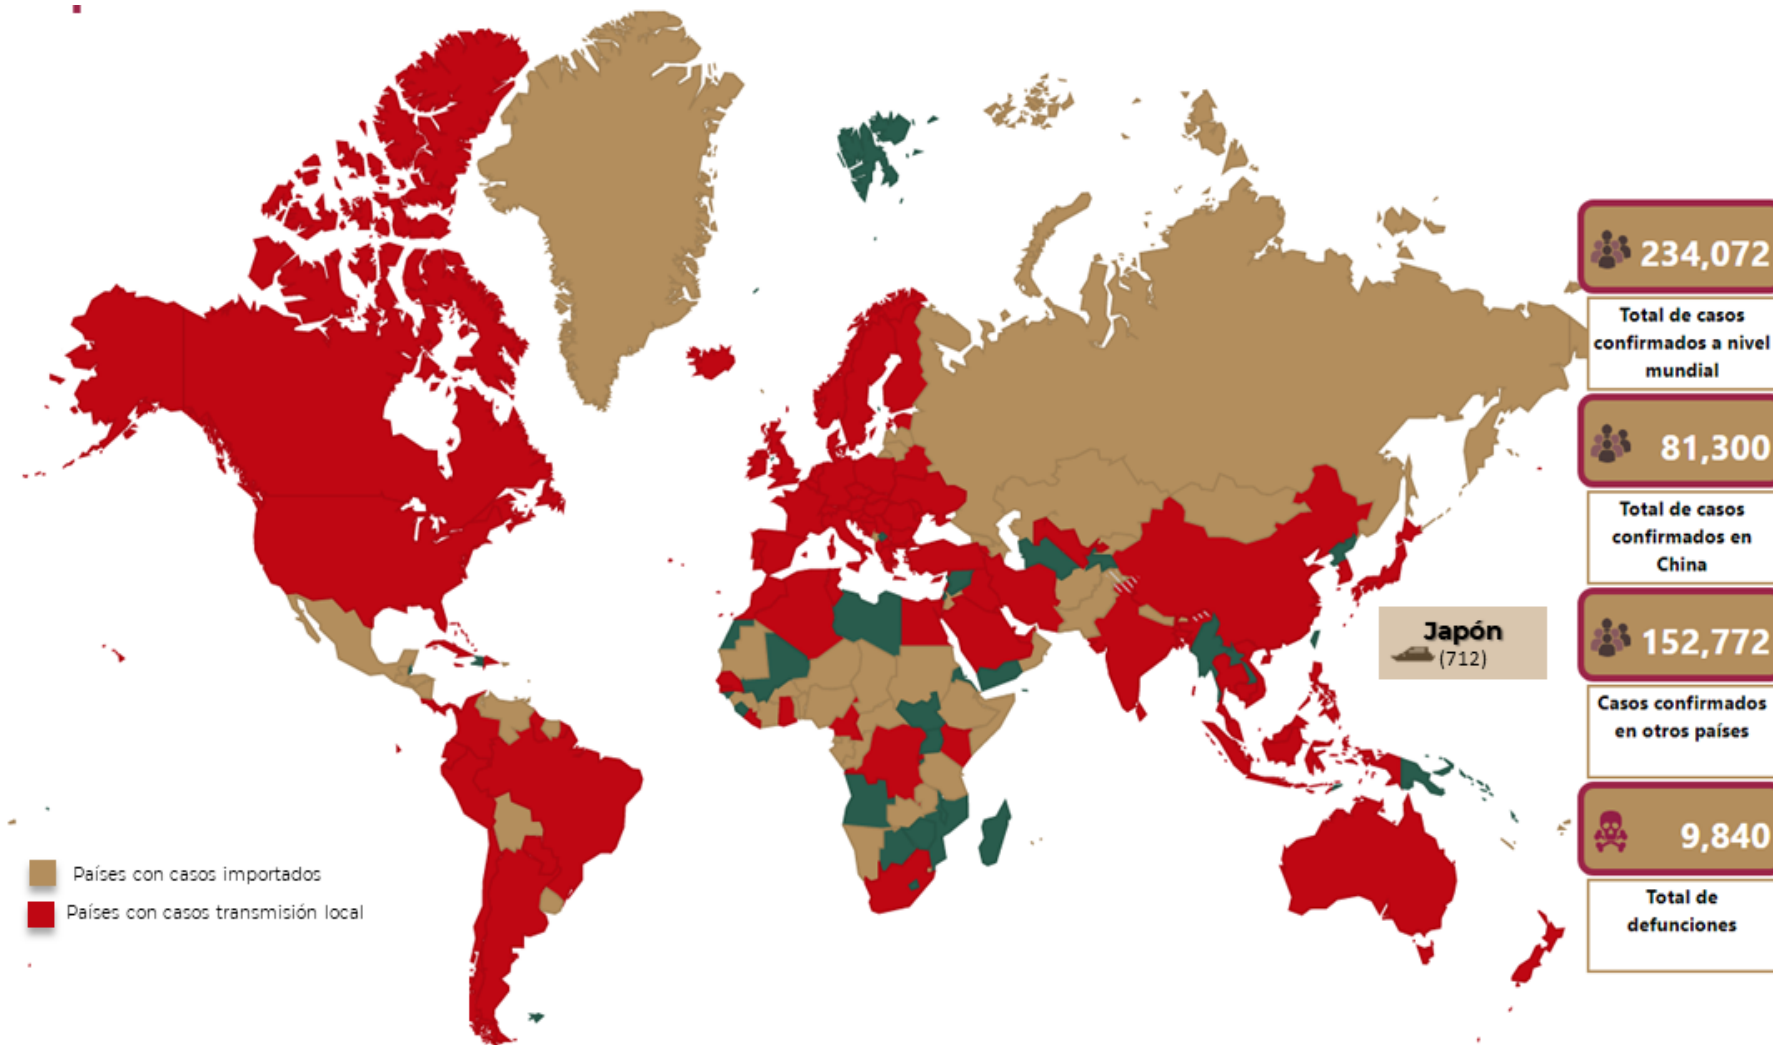 234,072
Total de casos
confirmados a nivel
mundial
81,300
Total de casos
confirmados en
China
152,772
Casos confirmados
en otros países
9,840
Total de
defunciones
Japón
(712)
Países con casos importados
Países con casos transmisión local